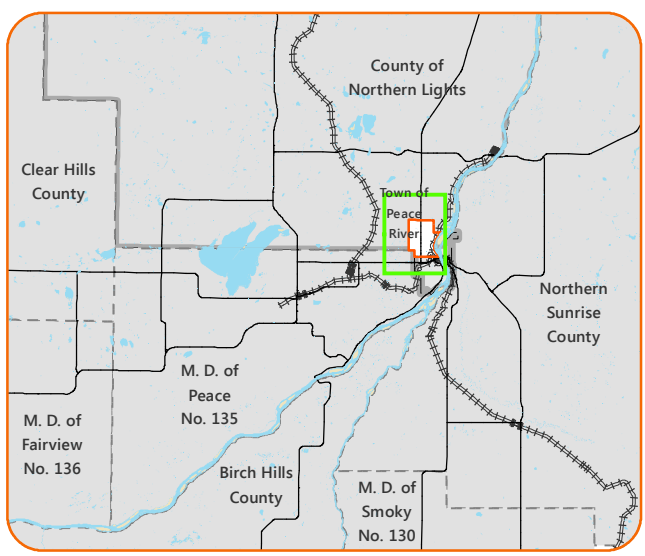 County of
Northern Lights
Clear Hills
County
Town of
Peace
River
Northern
Sunrise
County
M. D. of
Peace
No. 135
M. D. of
Fairview
No. 136
Birch Hills
County
M. D. of
Smoky
No. 130